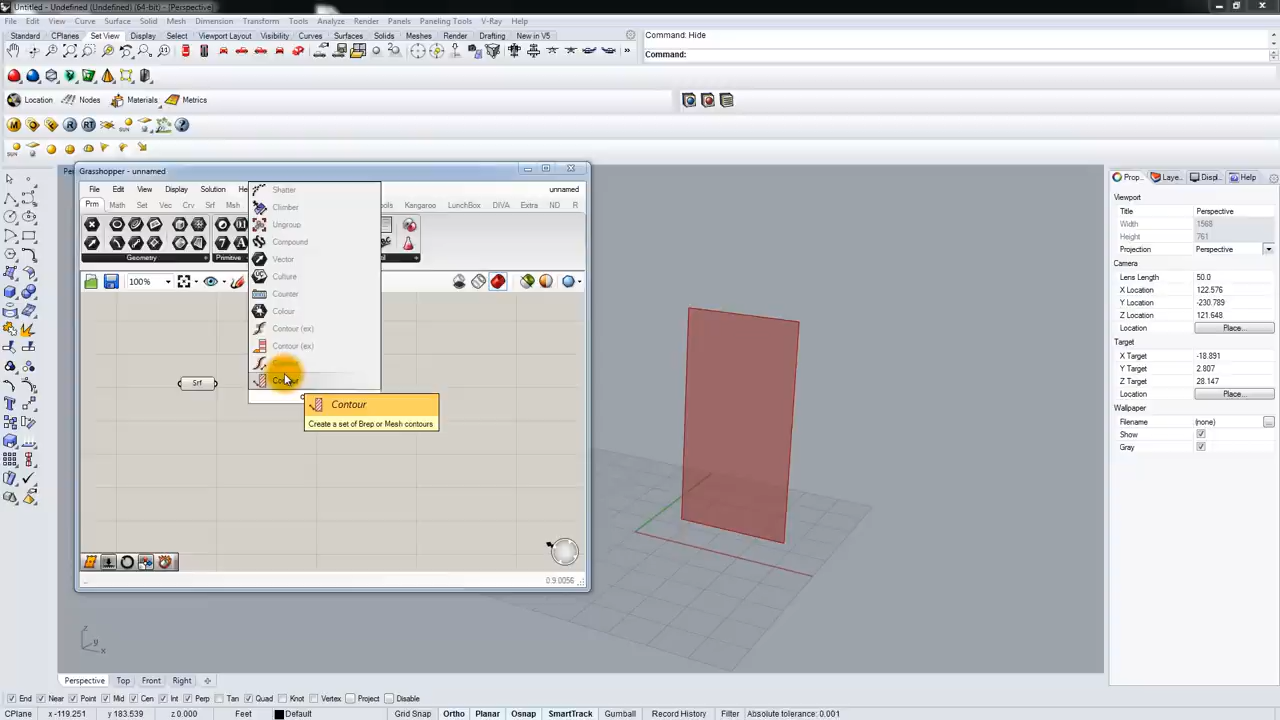 Untitled - Undefined (Undefined) (64-bit) - [Perspective]
File Edit View Curve Surface Solid Mesh Dimension Transform Tools Analyze Render Panels Paneling Tools V-Ray Help
Standard CPlanes Set View Display Select Viewport Layout Visibility Curves Surfaces Solids Meshes Render Drafting New in V5
Command: Hide
Command:
Location Nodes Materials Metrics
Grasshopper - unnamed
File Edit View Display Solution He unnamed
Prm Math Set Vec Crv Srf Msh ools Kangaroo LunchBox DIVA Extra ND R
Geometry Primitive
100%
Shatter
Climber
Ungroup
Compound
Vector
Culture
Counter
Colour
Contour (ex)
Contour (ex)
Srf
Contour
Create a set of Brep or Mesh contours
0.9.0056
Prop... Laye... Displ... Help
Viewport
Title Perspective
Width 1568
Height 761
Projection Perspective
Camera
Lens Length 50.0
X Location 122.576
Y Location -230.789
Z Location 121.648
Location Place...
Target
X Target -18.891
Y Target 2.807
Z Target 28.147
Location Place...
Wallpaper
Filename (none) ...
Show
Gray
z
y
x
Perspective Top Front Right
End Near Point Mid Cen Int Perp Tan Quad Knot Vertex Project Disable
CPlane x -119.251 y 183.539 z 0.000 Feet Default Grid Snap Ortho Planar Osnap SmartTrack Gumball Record History Filter Absolute tolerance: 0.001